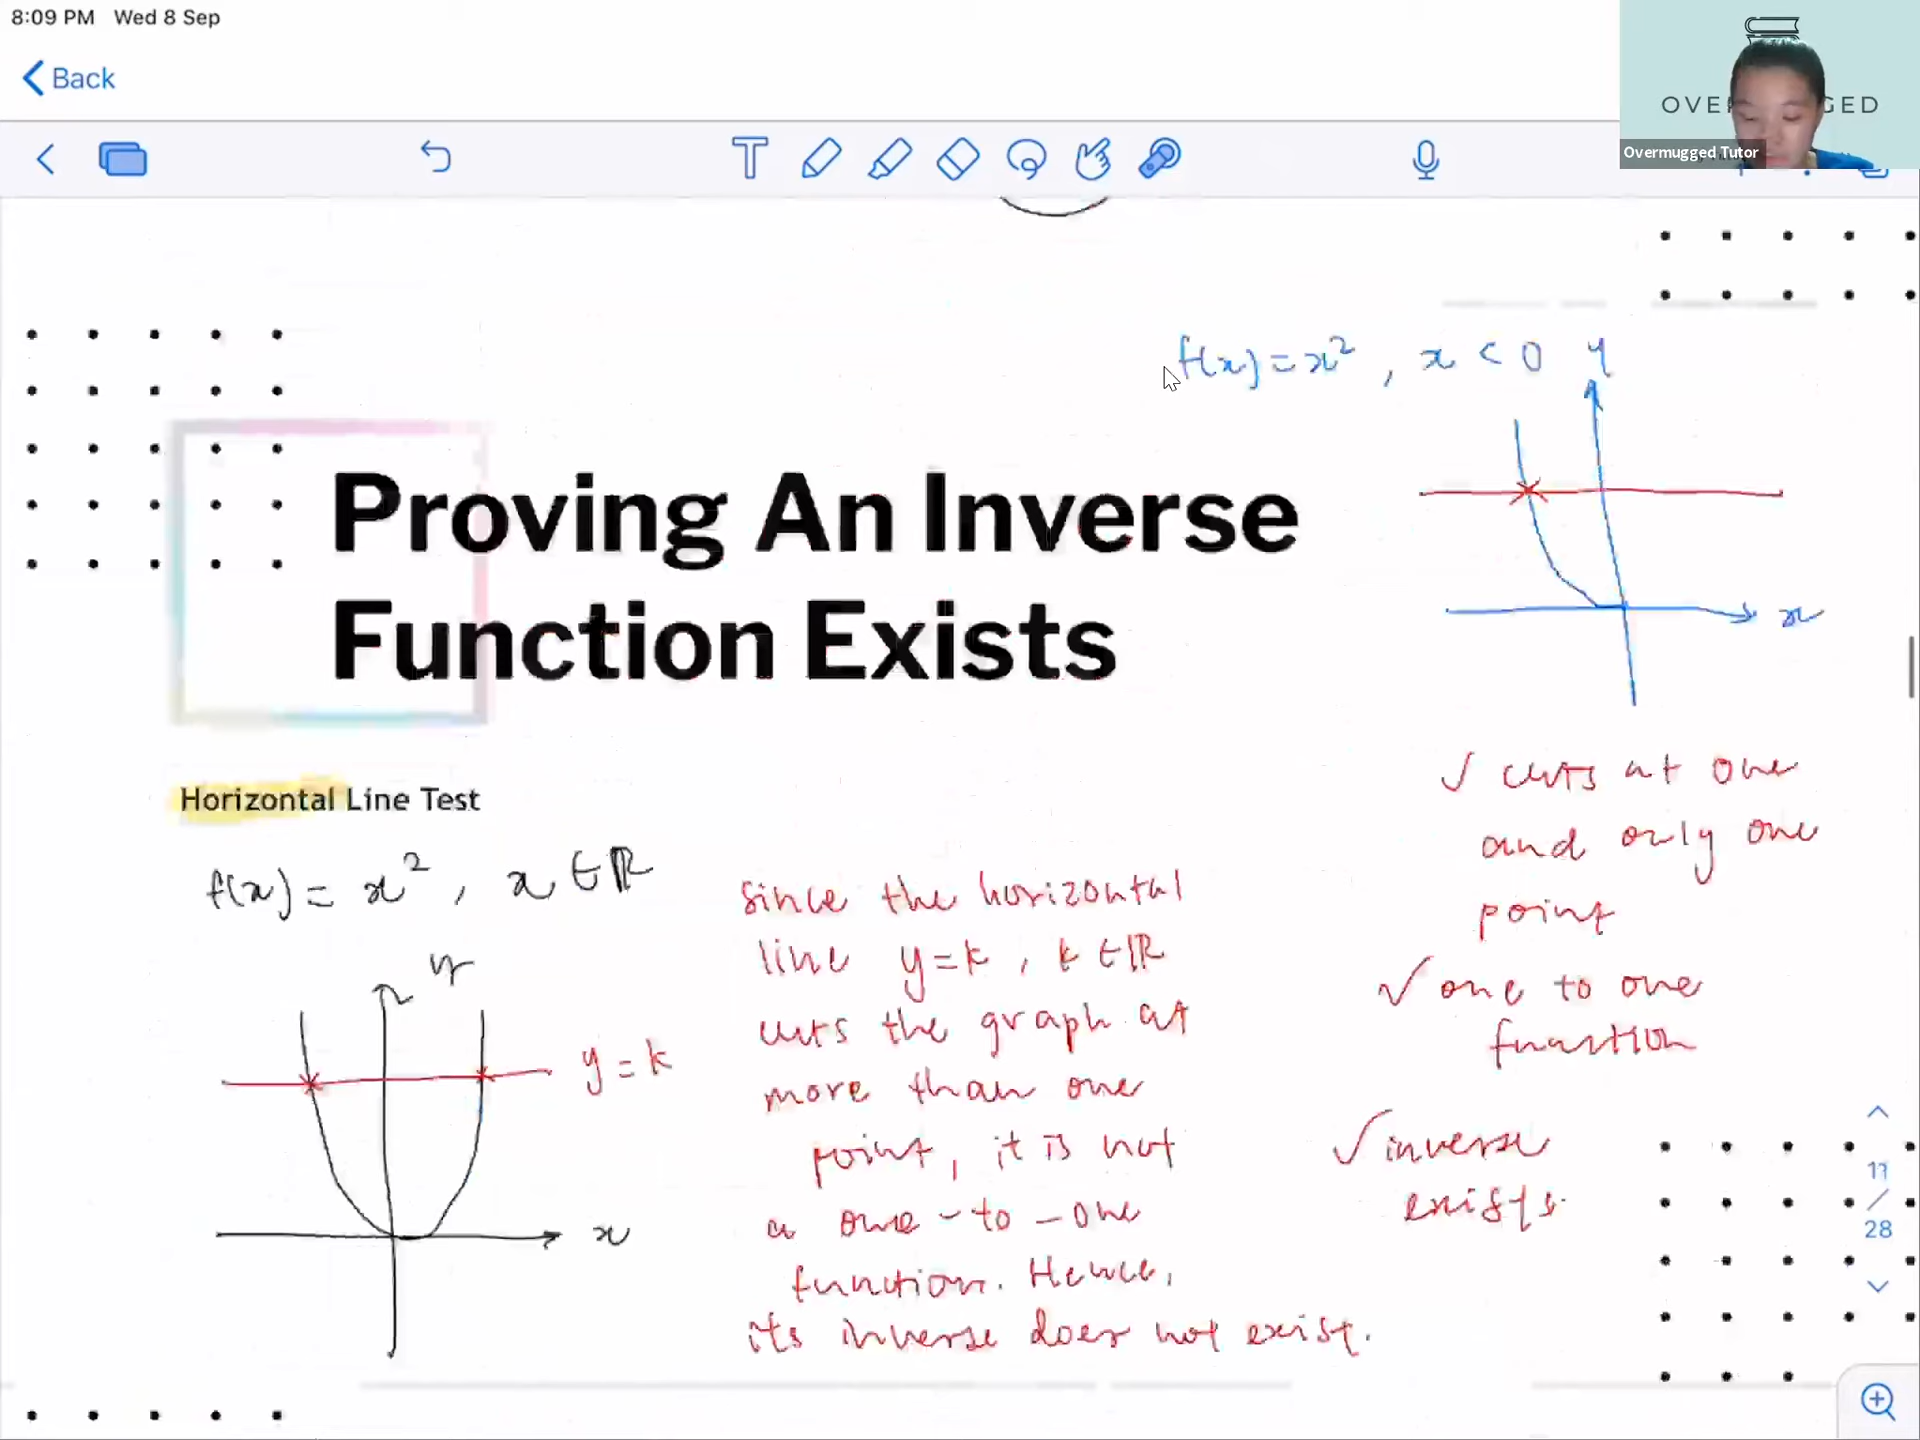 8:09 PM Wed 8 Sep
Back
Overmugged Tutor
f(x) = x², x < 0 y
x
Proving An Inverse
Function Exists
Horizontal Line Test
f(x) = x², x ∈ ℝ
y
y = k
x
since the horizontal
line y=k, k ∈ ℝ
cuts the graph at
more than one
point, it is not
a one-to-one
function. Hence,
its inverse does not exist.
✓ cuts at one
and only one
point
✓ one to one
function
✓ inverse
exists.
11
/
28